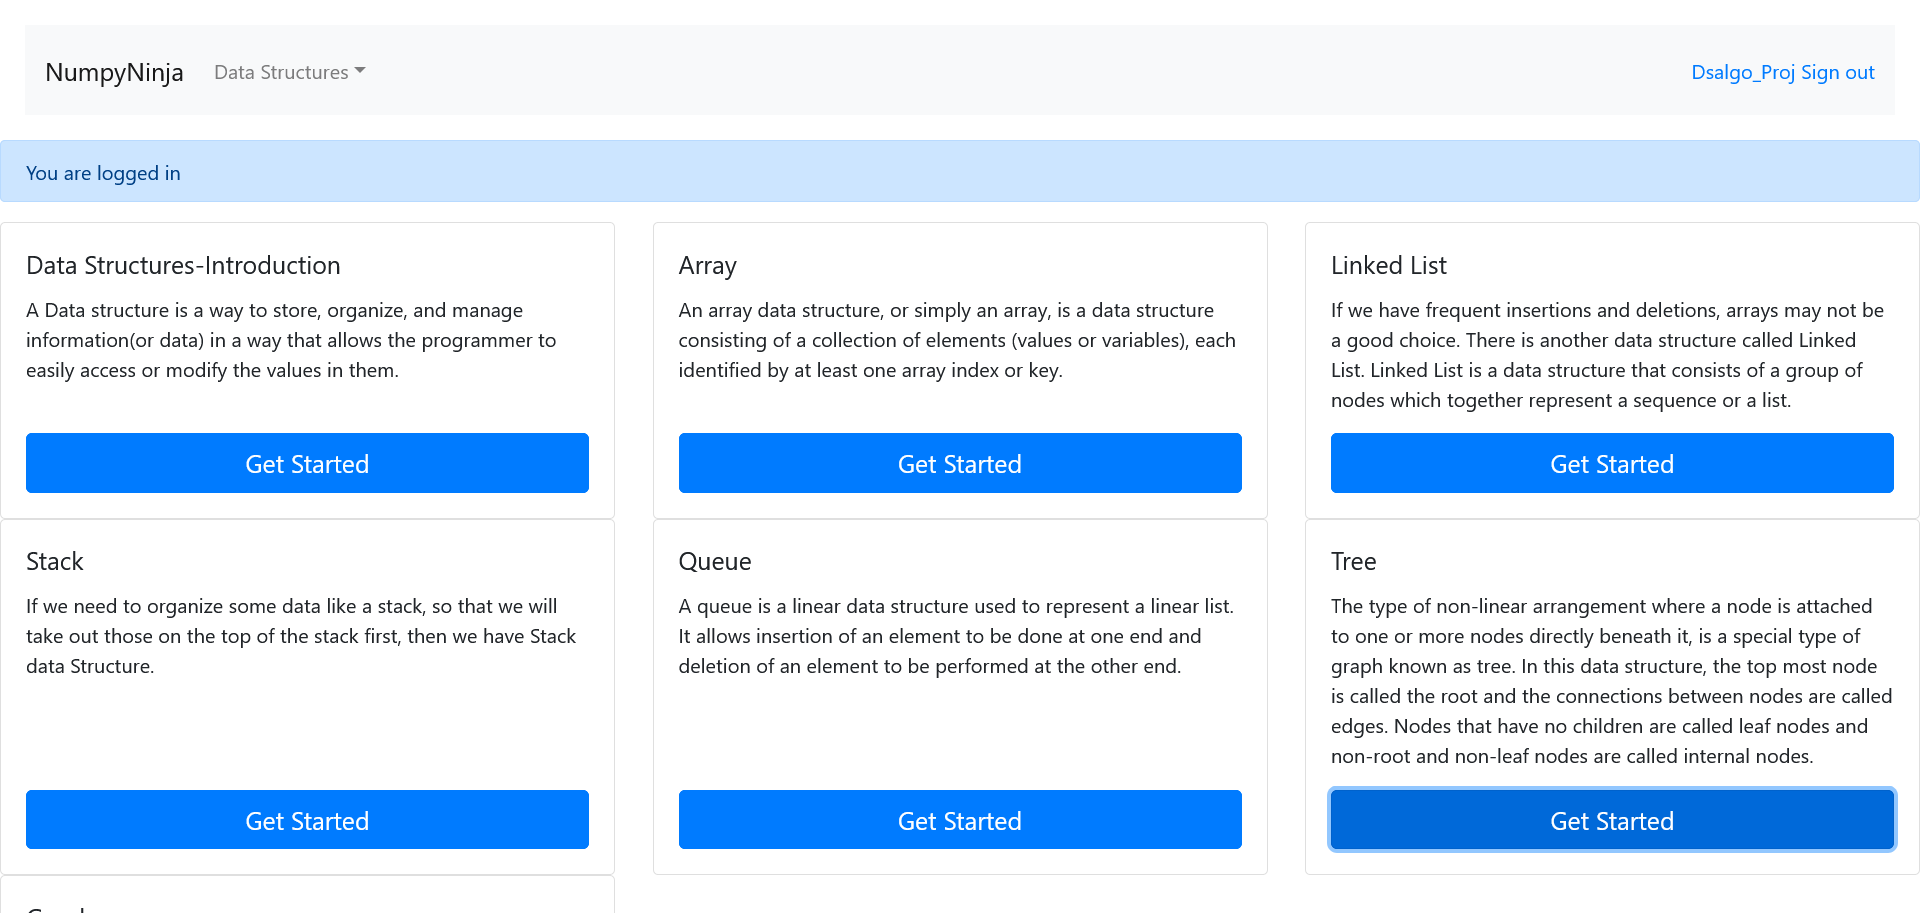 NumpyNinja
Data Structures
Dsalgo_Proj Sign out
You are logged in
Data Structures-Introduction
A Data structure is a way to store, organize, and manage
information(or data) in a way that allows the programmer to
easily access or modify the values in them.
Get Started
Array
An array data structure, or simply an array, is a data structure
consisting of a collection of elements (values or variables), each
identified by at least one array index or key.
Get Started
Linked List
If we have frequent insertions and deletions, arrays may not be
a good choice. There is another data structure called Linked
List. Linked List is a data structure that consists of a group of
nodes which together represent a sequence or a list.
Get Started
Stack
If we need to organize some data like a stack, so that we will
take out those on the top of the stack first, then we have Stack
data Structure.
Get Started
Queue
A queue is a linear data structure used to represent a linear list.
It allows insertion of an element to be done at one end and
deletion of an element to be performed at the other end.
Get Started
Tree
The type of non-linear arrangement where a node is attached
to one or more nodes directly beneath it, is a special type of
graph known as tree. In this data structure, the top most node
is called the root and the connections between nodes are called
edges. Nodes that have no children are called leaf nodes and
non-root and non-leaf nodes are called internal nodes.
Get Started